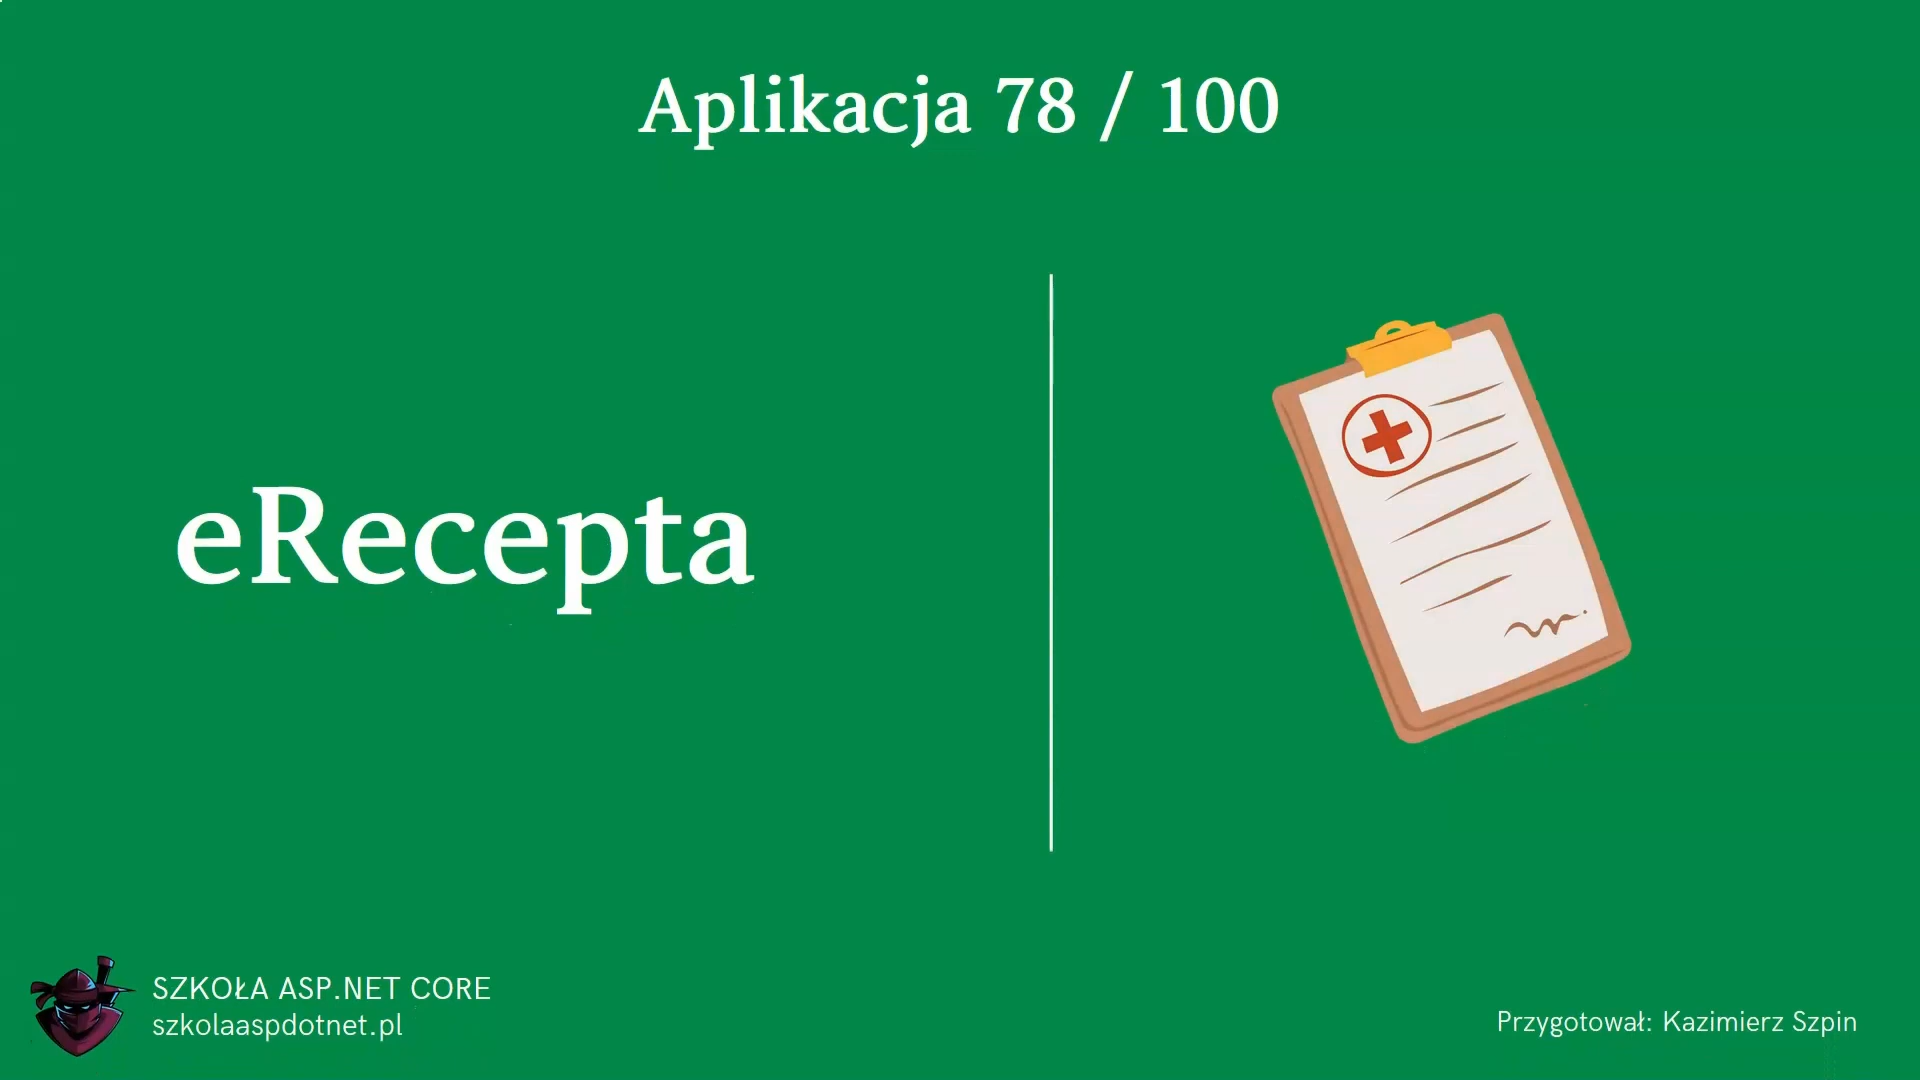 Aplikacja 78 / 100
eRecepta
SZKOŁA ASP.NET CORE
szkolaaspdotnet.pl
Przygotował: Kazimierz Szpin